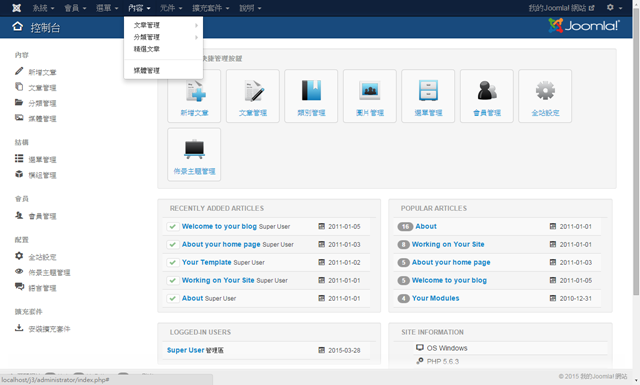 系統 會員 選單 內容 元件 擴充套件 說明 我的Joomla! 網站
控制台 Joomla!
文章管理
分類管理
精選文章
媒體管理
內容
新增文章
文章管理
分類管理
媒體管理
結構
選單管理
模組管理
會員
會員管理
配置
全站設定
佈景主題管理
語言管理
擴充套件
安裝擴充套件
快捷管理按鈕
新增文章 文章管理 類別管理 圖片管理 選單管理 會員管理 全站設定
佈景主題管理
RECENTLY ADDED ARTICLES
Welcome to your blog Super User 2011-01-05
About your home page Super User 2011-01-03
Your Template Super User 2011-01-02
Working on Your Site Super User 2011-01-01
About Super User 2011-01-01
POPULAR ARTICLES
16 About 2011-01-01
8 Working on Your Site 2011-01-01
5 About your home page 2011-01-03
5 Welcome to your blog 2011-01-05
4 Your Modules 2010-12-31
LOGGED-IN USERS
Super User 管理區 2015-03-28
SITE INFORMATION
OS Windows
PHP 5.6.3
localhost/j3/administrator/index.php#
© 2015 我的Joomla! 網站